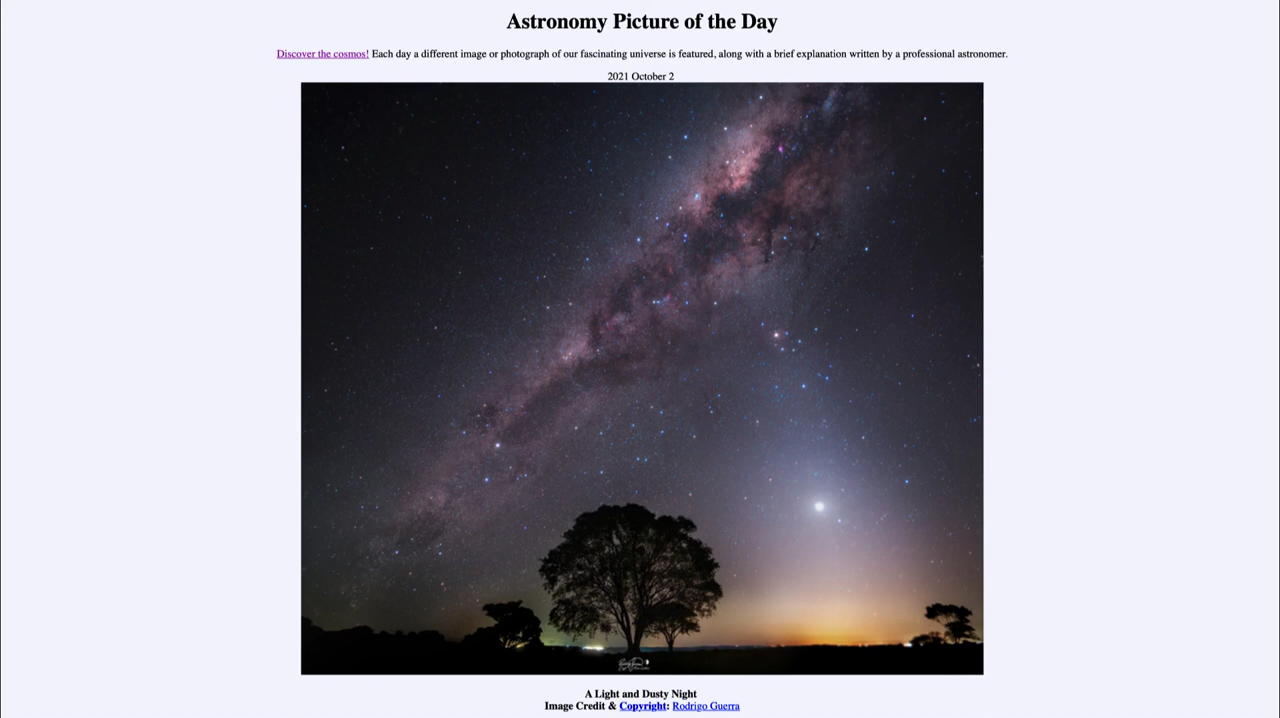 Astronomy Picture of the Day
Discover the cosmos! Each day a different image or photograph of our fascinating universe is featured, along with a brief explanation written by a professional astronomer.
2021 October 2
A Light and Dusty Night
Image Credit & Copyright: Rodrigo Guerra